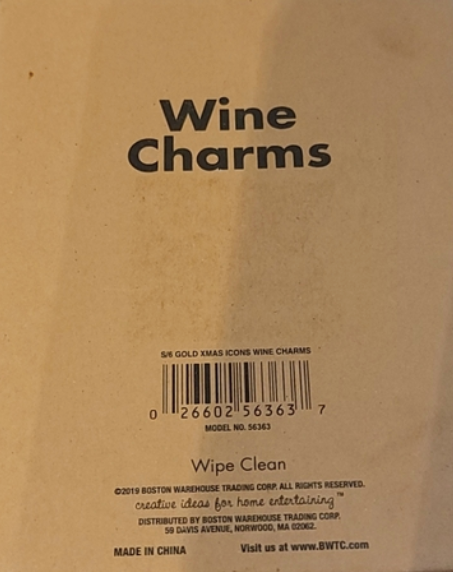 Wine
Charms
S/6 GOLD XMAS ICONS WINE CHARMS
0 26602 56363 7
MODEL NO. 56363
Wipe Clean
©2019 BOSTON WAREHOUSE TRADING CORP. ALL RIGHTS RESERVED.
creative ideas for home entertaining™
DISTRIBUTED BY BOSTON WAREHOUSE TRADING CORP.
59 DAVIS AVENUE, NORWOOD, MA 02062.
MADE IN CHINA Visit us at www.BWTC.com